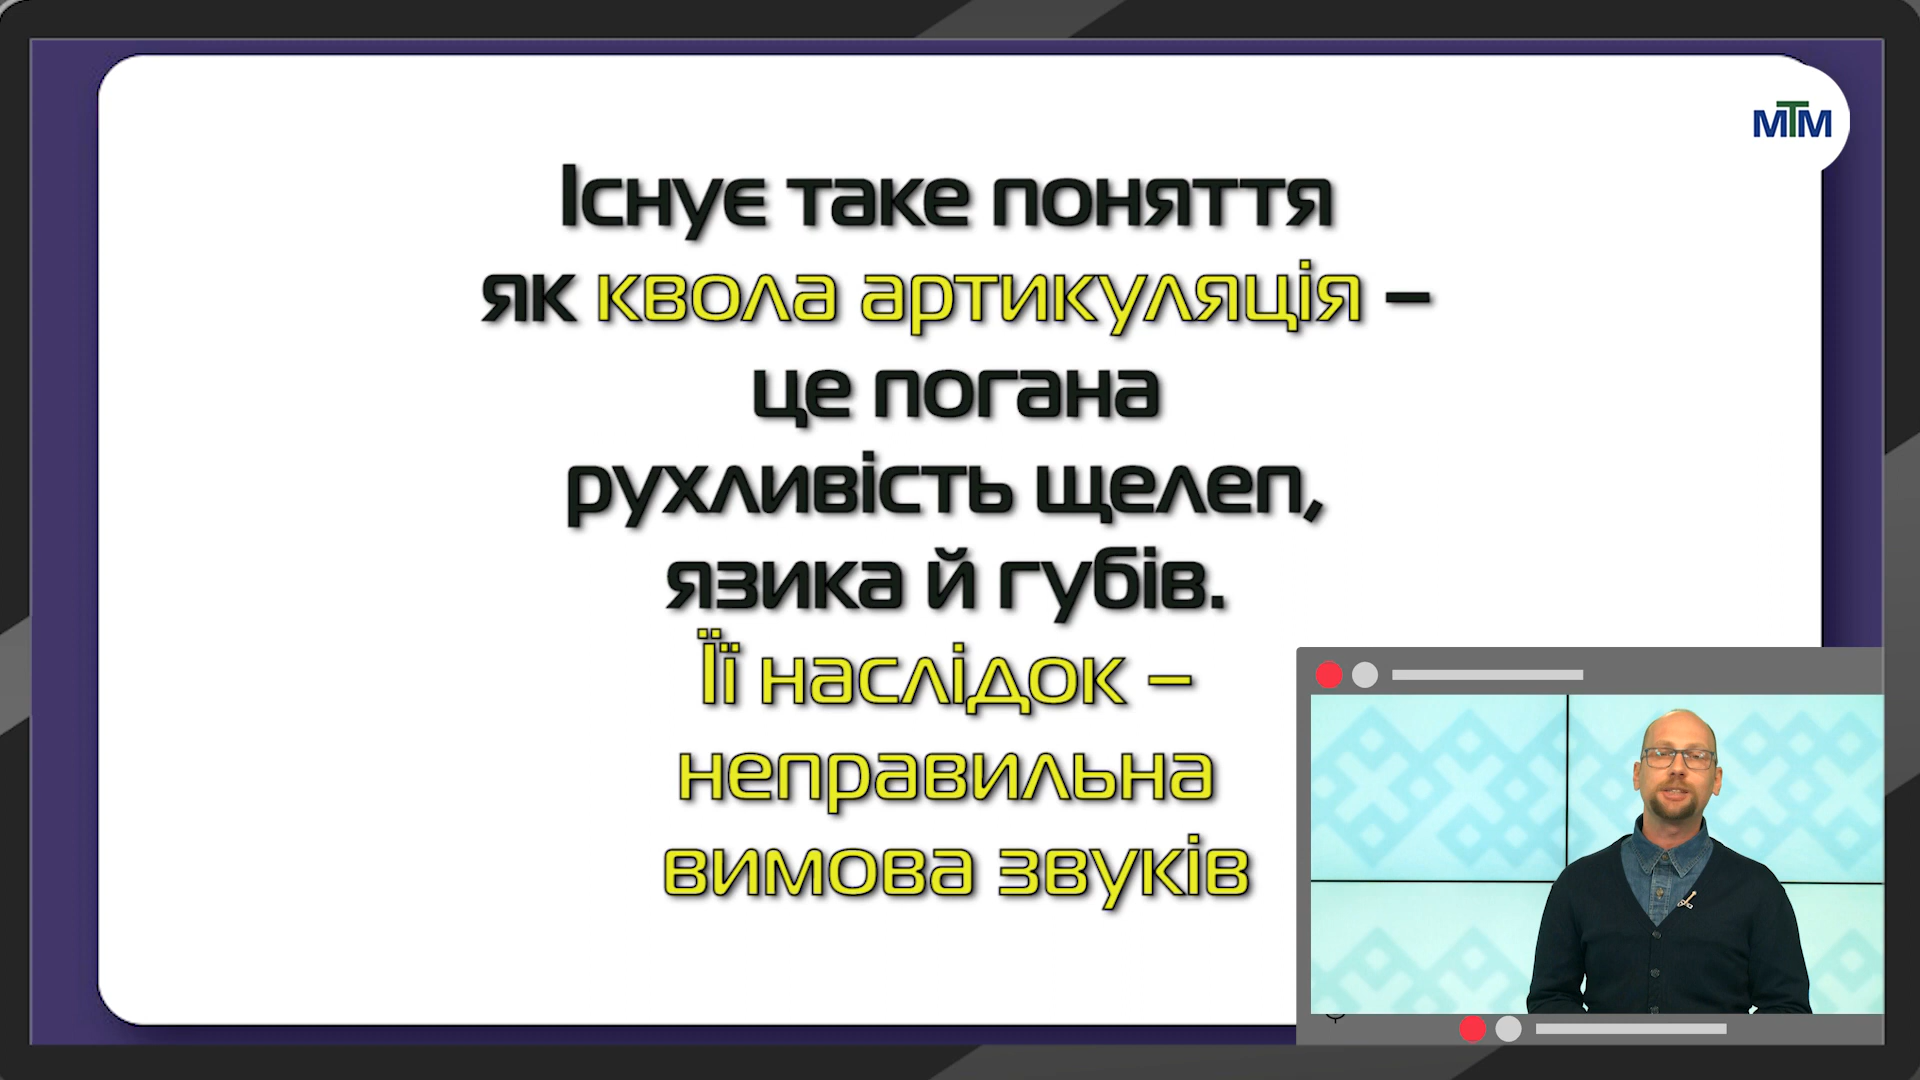 МТМ
Існує таке поняття
як квола артикуляція –
це погана
рухливість щелеп,
язика й губів.
Її наслідок –
неправильна
вимова звуків